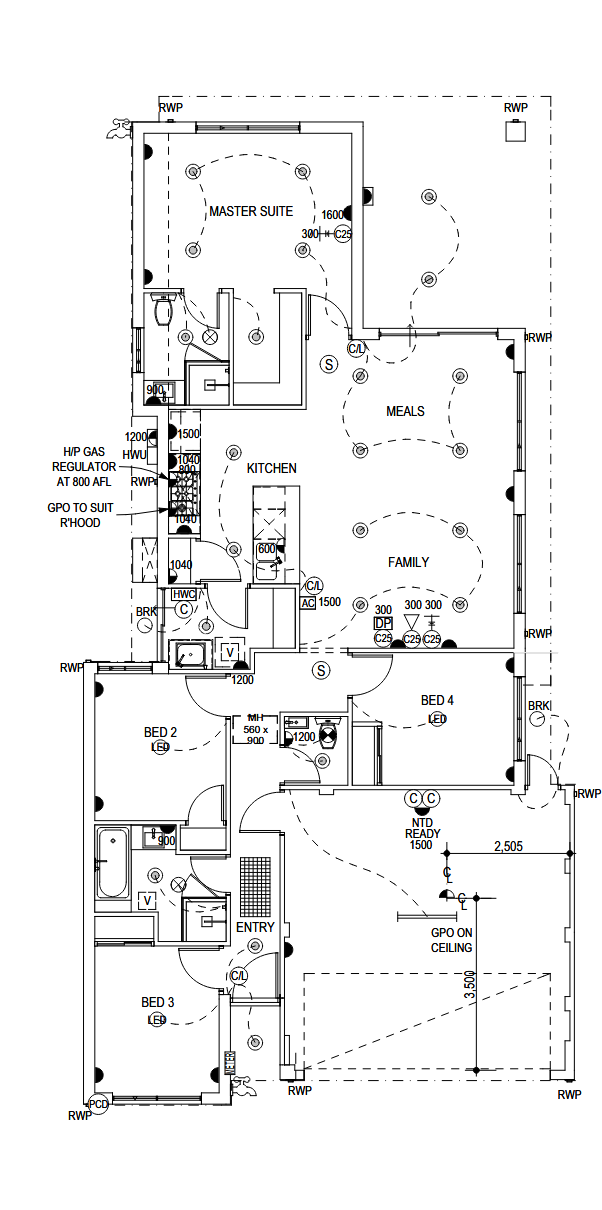 RWP
RWP
MASTER SUITE
1600
300
C25
RWP
C/L
S
900
MEALS
1200
1500
H/P GAS
REGULATOR
AT 800 AFL
HWU
1040
800
KITCHEN
RWP
GPO TO SUIT
R'HOOD
1040
600
FAMILY
1040
C/L
HWC
AC
1500
BRK
C
300
300
300
DP
C25
C25
C25
V
RWP
RWP
S
1200
BED 4
MH
560 x
900
BED 2
LED
LED
BRK
1200
C
C
RWP
NTD
READY
1500
900
2,505
C
L
V
C
L
ENTRY
GPO ON
CEILING
C/L
3,500
BED 3
LED
METER
RWP
RWP
PCD
RWP